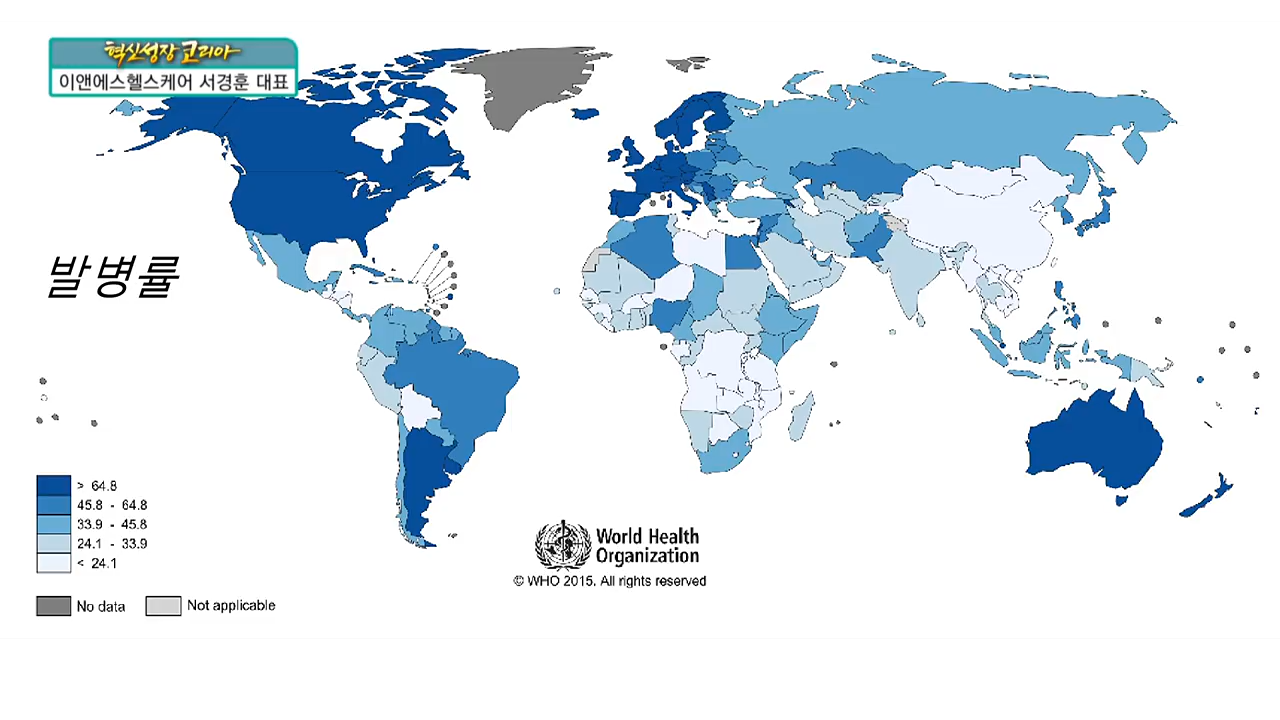 혁신성장 코리아
이앤에스헬스케어 서경훈 대표
발병률
> 64.8
45.8 - 64.8
33.9 - 45.8
24.1 - 33.9
< 24.1
No data
Not applicable
World Health
Organization
© WHO 2015. All rights reserved